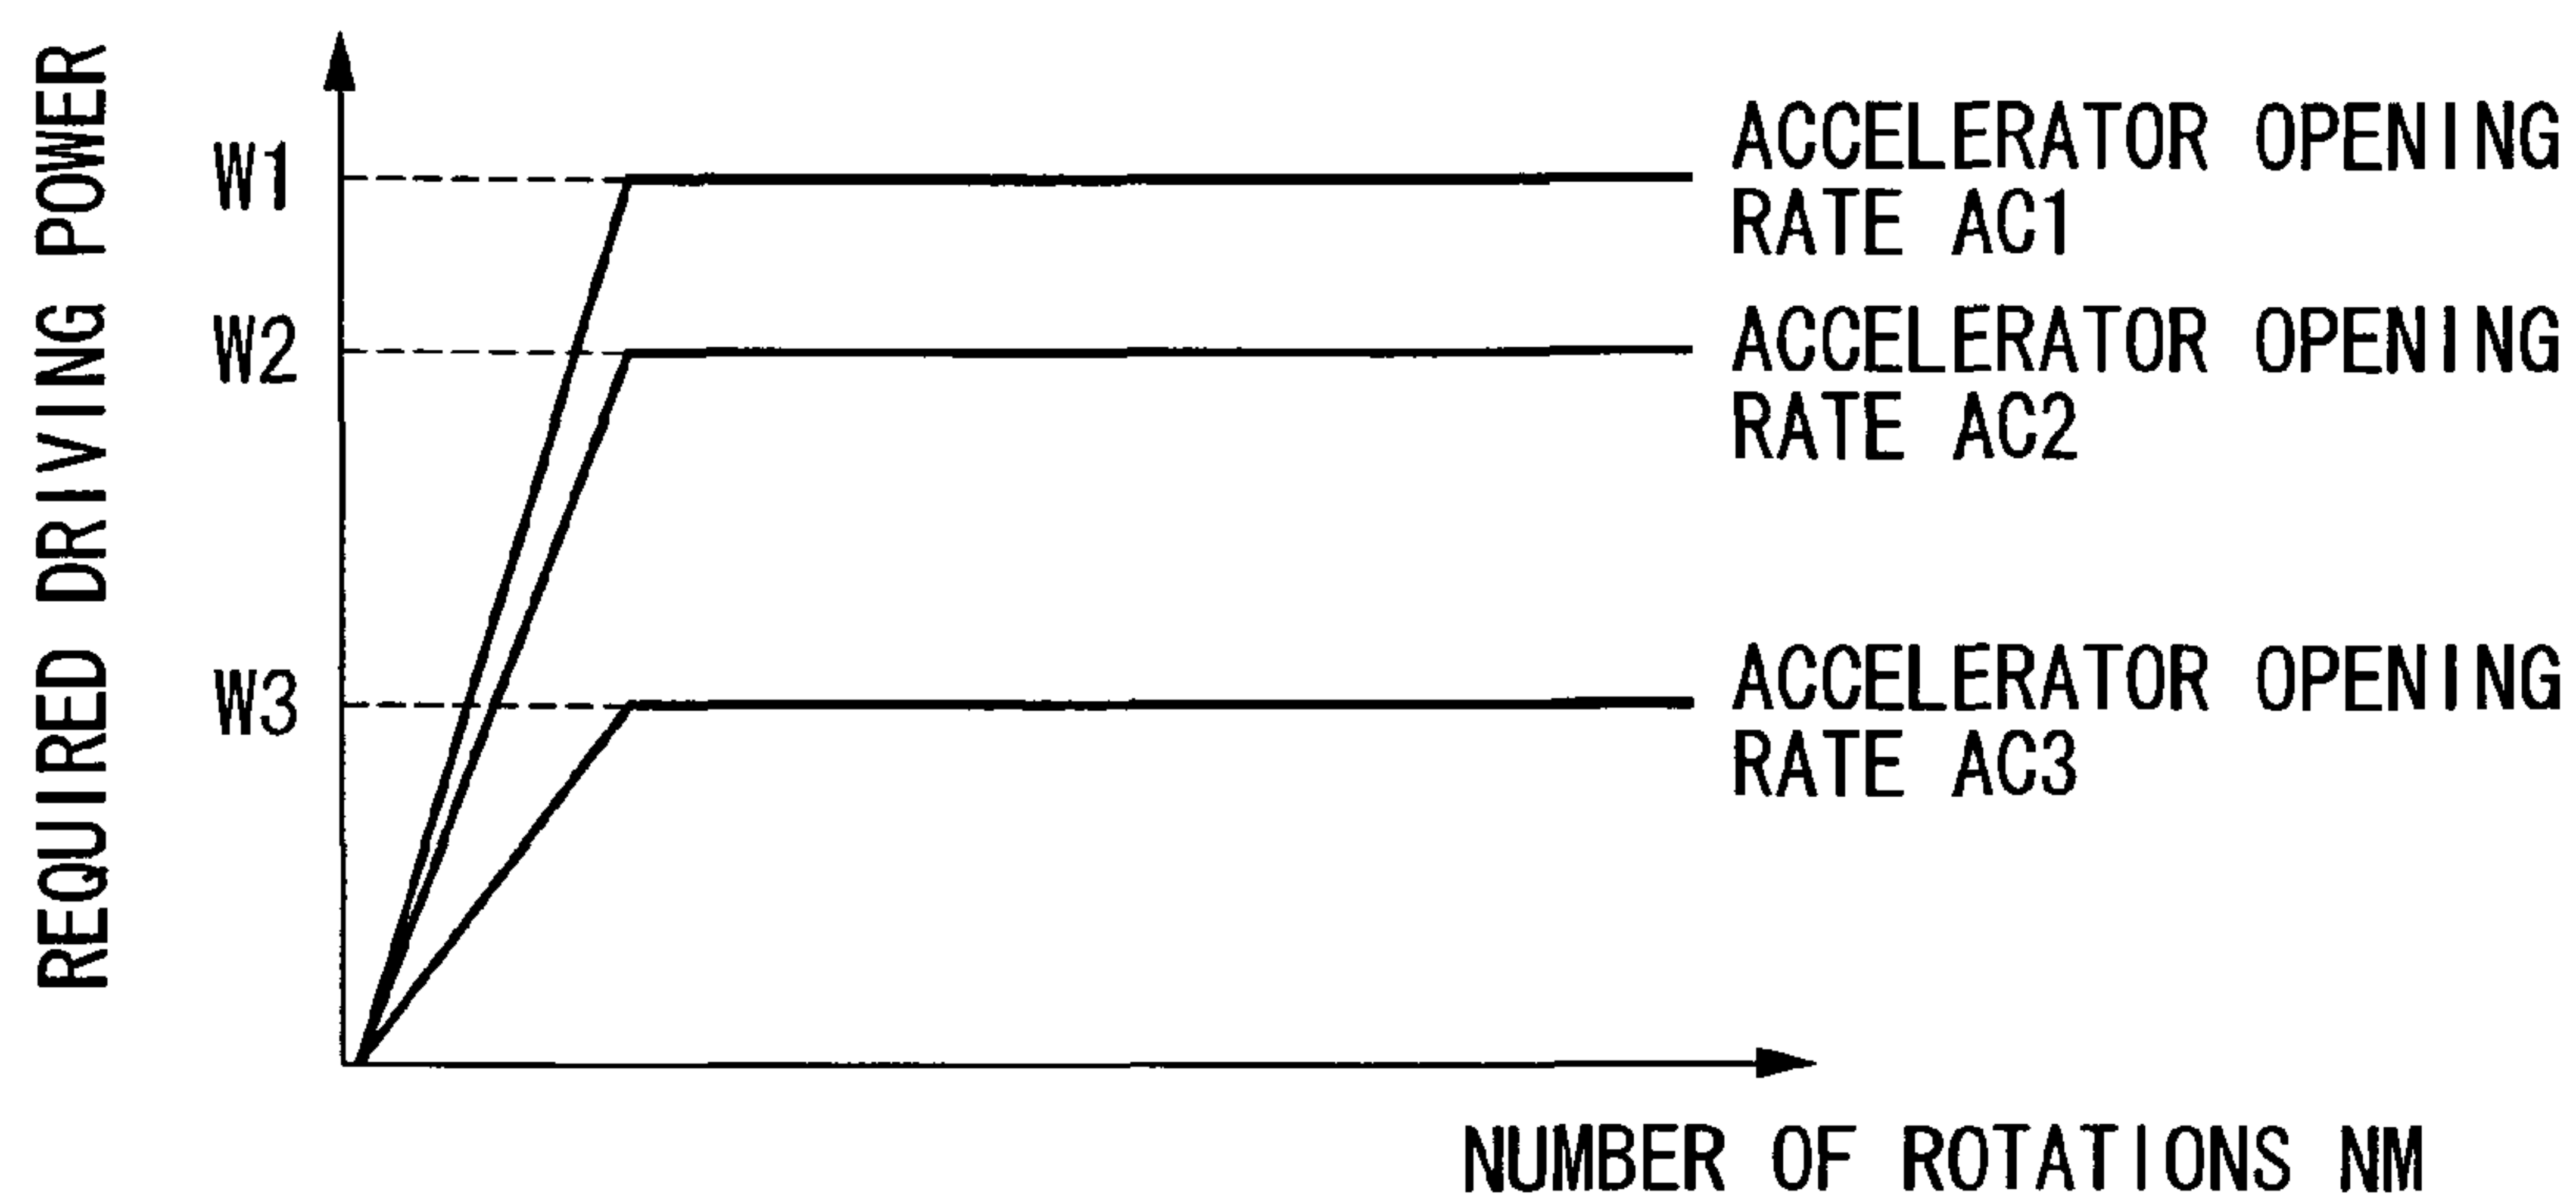 REQUIRED DRIVING POWER
W1
W2
W3
ACCELERATOR OPENING
RATE AC1
ACCELERATOR OPENING
RATE AC2
ACCELERATOR OPENING
RATE AC3
NUMBER OF ROTATIONS NM